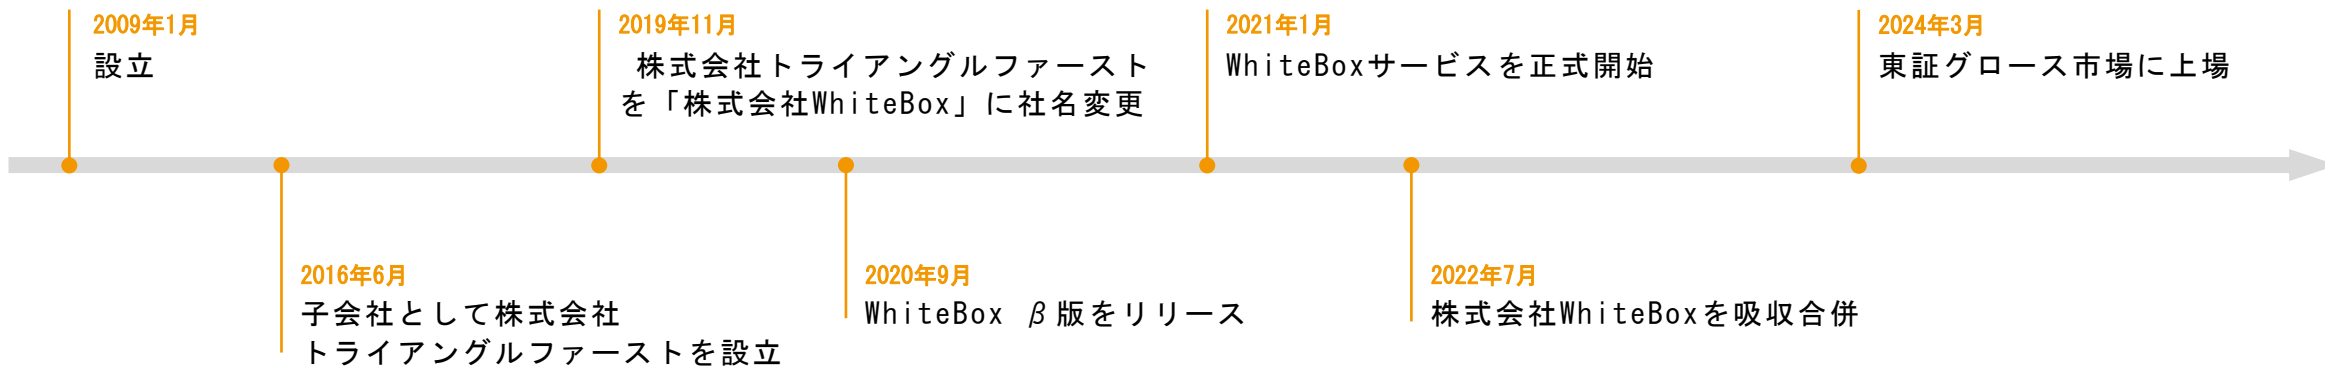 2009年1月
設立
2016年6月
子会社として株式会社
トライアングルファーストを設立
2019年11月
株式会社トライアングルファースト
を「株式会社WhiteBox」に社名変更
2020年9月
WhiteBox β版をリリース
2021年1月
WhiteBoxサービスを正式開始
2022年7月
株式会社WhiteBoxを吸収合併
2024年3月
東証グロース市場に上場